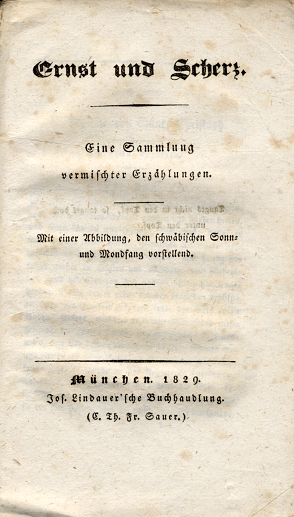 Ernst und Scherz.
Eine Sammlung
vermischter Erzählungen.
Mit einer Abbildung, den schwäbischen Sonn-
und Mondfang vorstellend.
München. 1829.
Jos. Lindauer'sche Buchhandlung.
(C. Th. Fr. Sauer.)